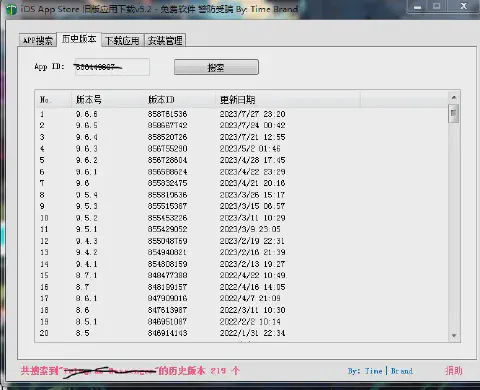 iOS App Store 旧版应用下载v5.2 - 免费软件 警防受骗 By: Time Brand
APP搜索 历史版本 下载应用 安装管理
App ID: 搜索
No. 版本号 版本ID 更新日期
1 9.6.6 858761536 2023/7/27 23:20
2 9.6.5 858667742 2023/7/24 00:42
3 9.6.4 858520726 2023/7/21 12:55
4 9.6.3 856755290 2023/5/2 01:46
5 9.6.2 856728604 2023/4/28 17:45
6 9.6.1 856588624 2023/4/22 23:29
7 9.6 855832475 2023/4/21 20:16
8 9.5.4 855819636 2023/3/26 15:17
9 9.5.3 855515387 2023/3/15 06:57
10 9.5.2 855453226 2023/3/11 10:29
11 9.5.1 855429052 2023/3/9 23:05
12 9.4.3 855048769 2023/2/19 22:31
13 9.4.2 854940821 2023/2/16 21:39
14 9.4.1 854808159 2023/2/13 19:27
15 8.7.1 848477388 2022/4/22 10:49
16 8.7 848189157 2022/4/16 14:05
17 8.6.1 847909016 2022/4/7 21:09
18 8.6 847613987 2022/3/11 10:30
19 8.5.1 846951087 2022/2/2 10:14
20 8.5 846914143 2022/1/31 22:34
共搜索到" "的历史版本 219 个 By: Time|Brand 捐助